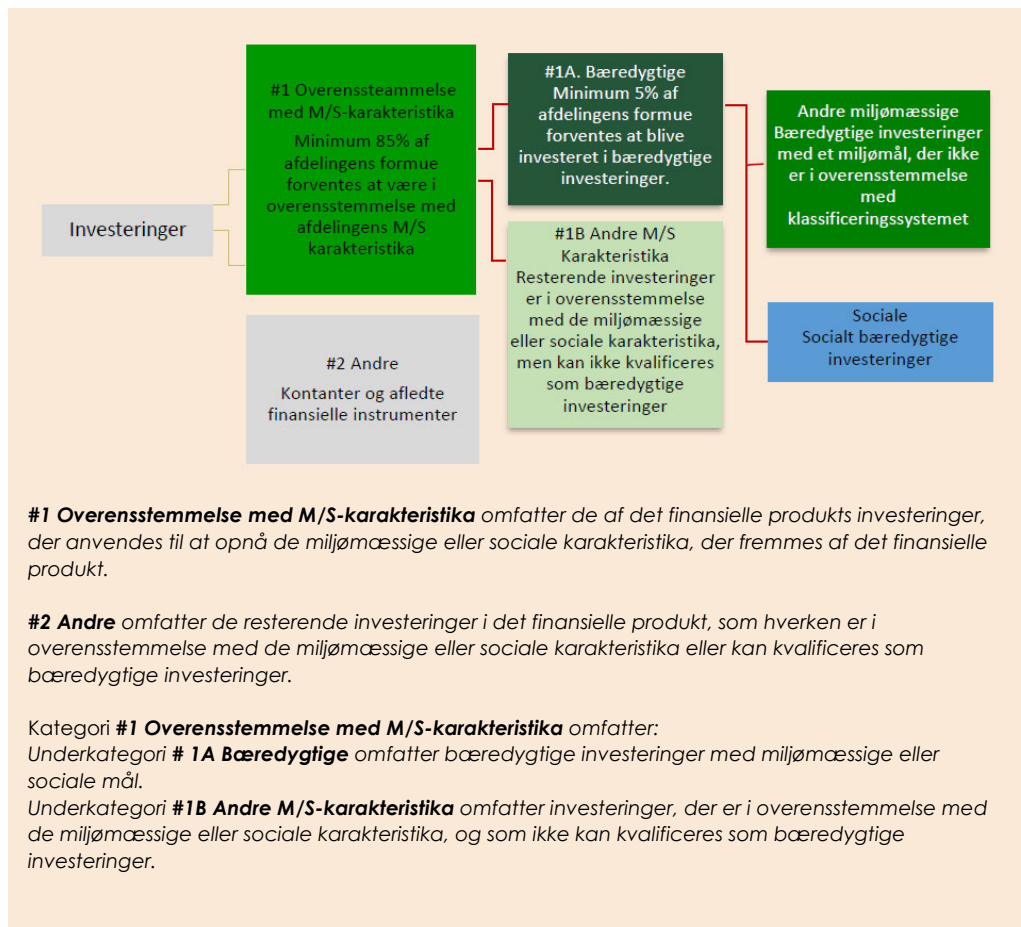 Investeringer
#1 Overenssteammelse
med M/S-karakteristika
Minimum 85% af
afdelingens formue
forventes at være i
overensstemmelse med
afdelingens M/S
karakteristika
#2 Andre
Kontanter og afledte
finansielle instrumenter
#1A. Bæredygtige
Minimum 5% af
afdelingens formue
forventes at blive
investeret i bæredygtige
investeringer.
#1B Andre M/S
Karakteristika
Resterende investeringer
er i overensstemmelse
med de miljømæssige
eller sociale karakteristika,
men kan ikke kvalificeres
som bæredygtige
investeringer
Andre miljømæssige
Bæredygtige investeringer
med et miljømål, der ikke
er i overensstemmelse
med
klassificeringssystemet
Sociale
Socialt bæredygtige
investeringer
#1 Overensstemmelse med M/S-karakteristika omfatter de af det finansielle produkts investeringer,
der anvendes til at opnå de miljømæssige eller sociale karakteristika, der fremmes af det finansielle
produkt.
#2 Andre omfatter de resterende investeringer i det finansielle produkt, som hverken er i
overensstemmelse med de miljømæssige eller sociale karakteristika eller kan kvalificeres som
bæredygtige investeringer.
Kategori #1 Overensstemmelse med M/S-karakteristika omfatter:
Underkategori # 1A Bæredygtige omfatter bæredygtige investeringer med miljømæssige eller
sociale mål.
Underkategori #1B Andre M/S-karakteristika omfatter investeringer, der er i overensstemmelse med
de miljømæssige eller sociale karakteristika, og som ikke kan kvalificeres som bæredygtige
investeringer.